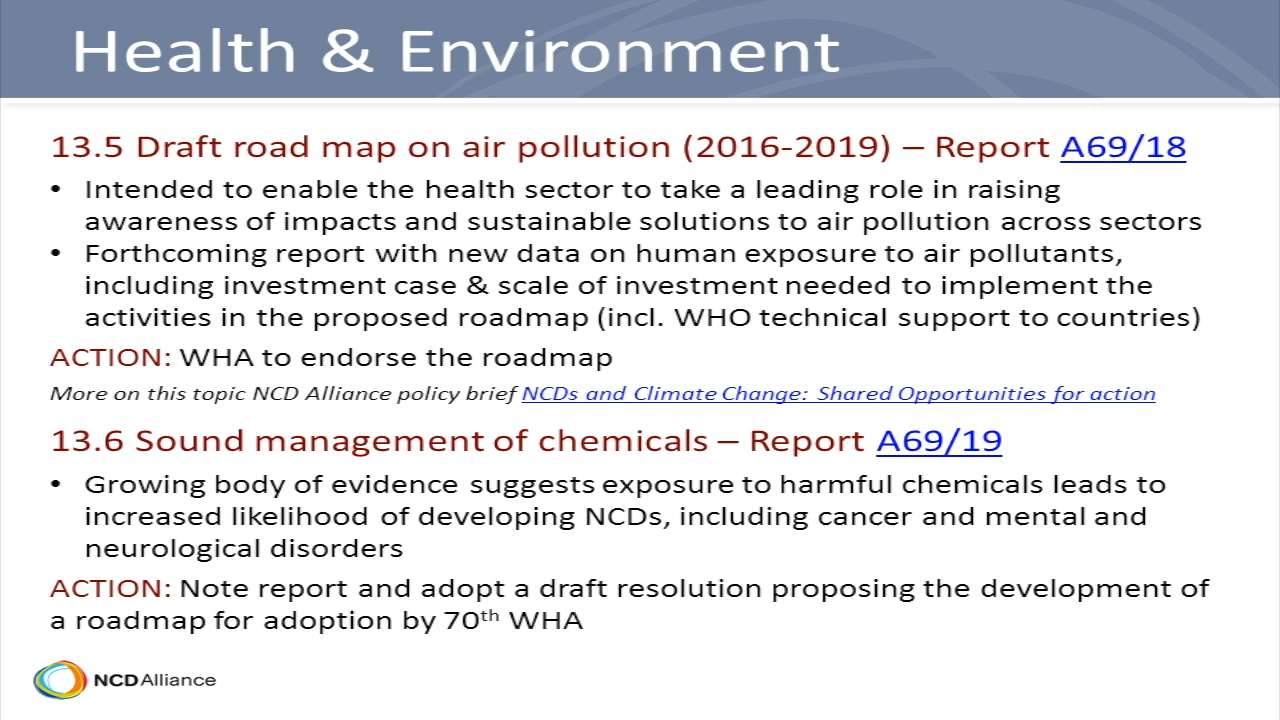 Health & Environment
13.5 Draft road map on air pollution (2016-2019) – Report A69/18
• Intended to enable the health sector to take a leading role in raising
awareness of impacts and sustainable solutions to air pollution across sectors
• Forthcoming report with new data on human exposure to air pollutants,
including investment case & scale of investment needed to implement the
activities in the proposed roadmap (incl. WHO technical support to countries)
ACTION: WHA to endorse the roadmap
More on this topic NCD Alliance policy brief NCDs and Climate Change: Shared Opportunities for action
13.6 Sound management of chemicals – Report A69/19
• Growing body of evidence suggests exposure to harmful chemicals leads to
increased likelihood of developing NCDs, including cancer and mental and
neurological disorders
ACTION: Note report and adopt a draft resolution proposing the development of
a roadmap for adoption by 70th WHA
NCDAlliance